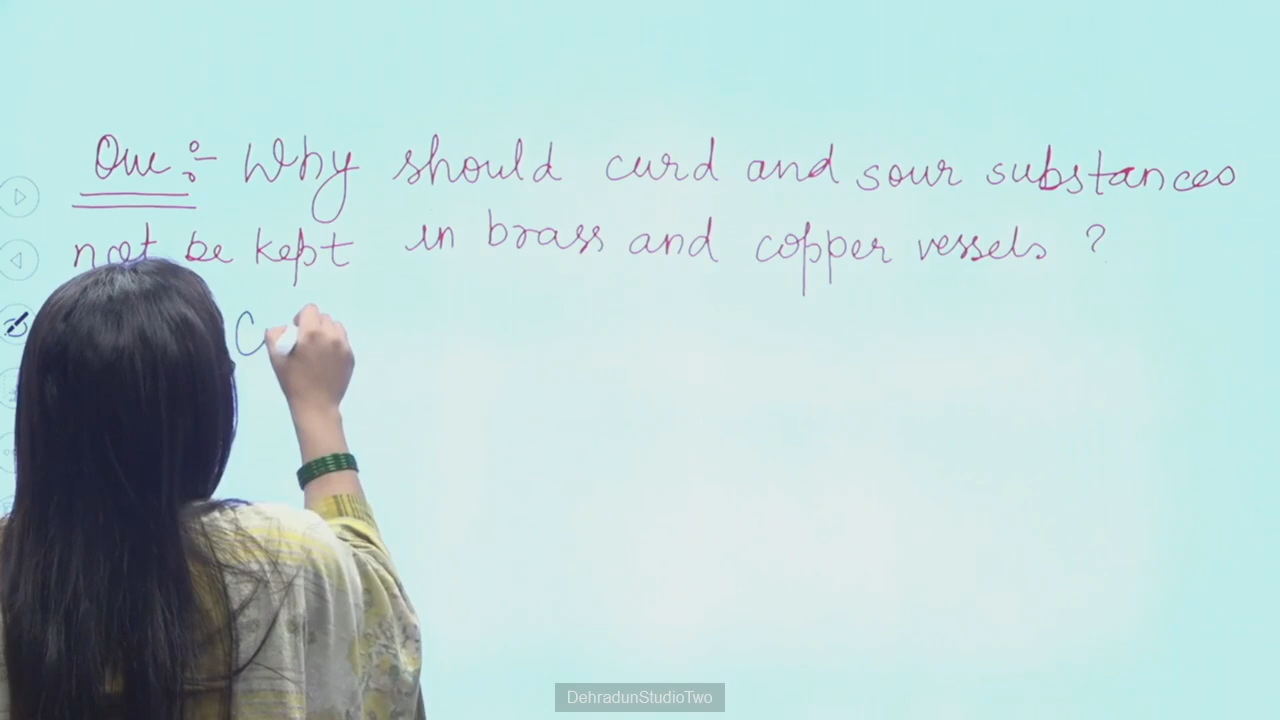 Que :- Why should curd and sour substances
not be kept in brass and copper vessels ?
C
DehradunStudioTwo